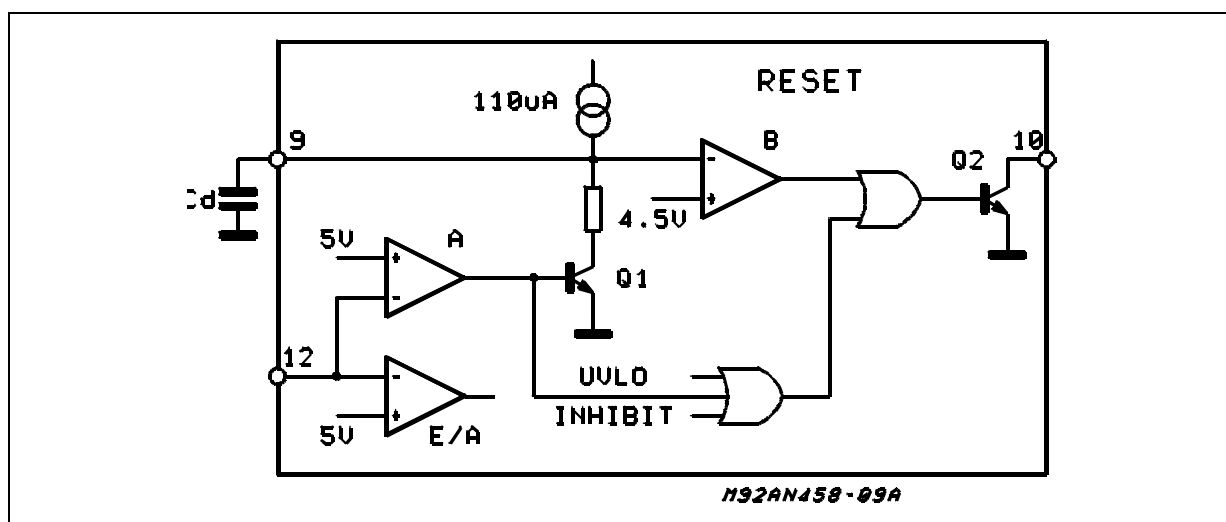 RESET
110uA
9
B
10
Q2
4.5V
5V
A
Q1
12
UVLO
INHIBIT
5V
E/A
M92AN458-09A